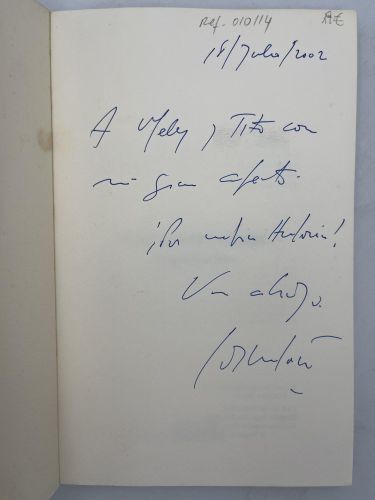 Ref. 010114
18/Julio/2002
A Mely y Tito con
mi gran afecto.
¡Por nuestra Historia!
Un abrazo.